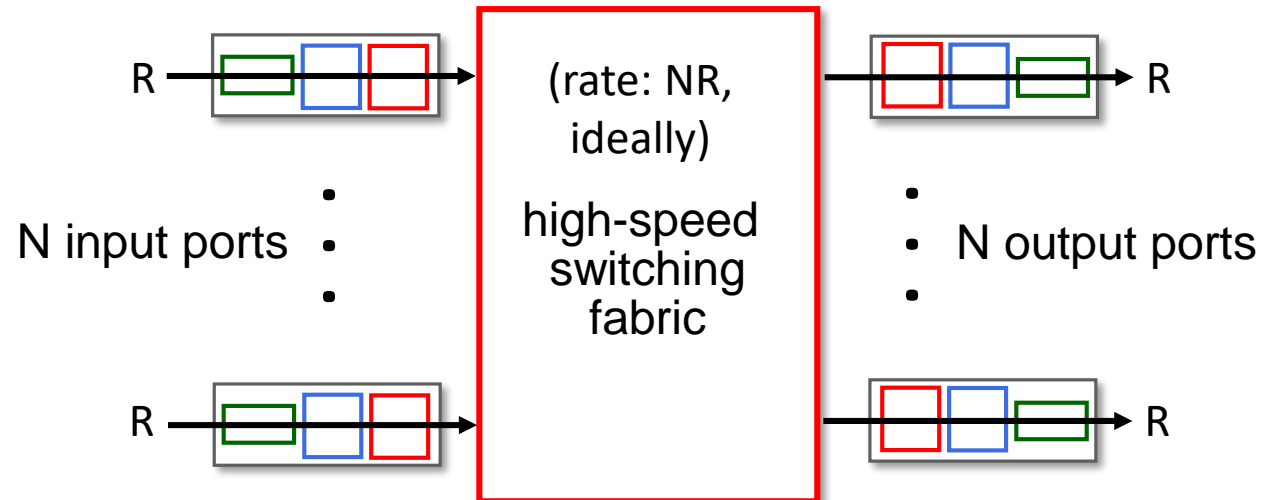 R
(rate: NR,
ideally)
R
N input ports
high-speed
switching
fabric
N output ports
R
R